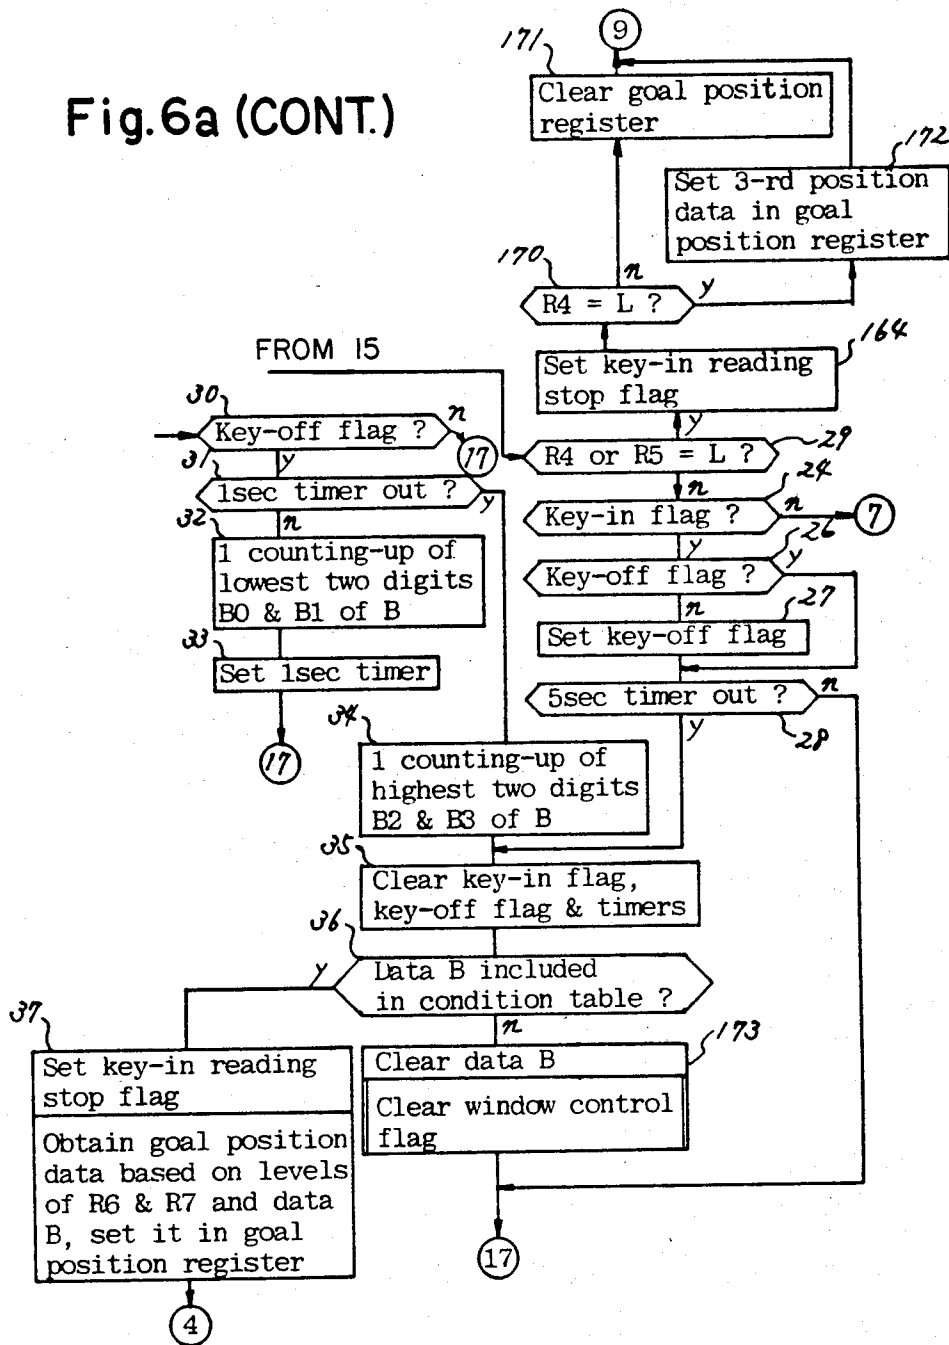 Fig.6a (CONT.)
9
171
Clear goal position
register
172
Set 3-rd position
data in goal
position register
170
n
R4 = L ?
y
FROM 15
164
Set key-in reading
stop flag
y
30
Key-off flag ?
n
17
y
29
R4 or R5 = L ?
n
31
1sec timer out ?
y
n
24
Key-in flag ?
n
7
y
32
1 counting-up of
lowest two digits
B0 & B1 of B
26
Key-off flag ?
y
n
27
Set key-off flag
33
Set 1sec timer
17
5sec timer out ?
n
28
y
34
1 counting-up of
highest two digits
B2 & B3 of B
35
Clear key-in flag,
key-off flag & timers
36
y
Data B included
in condition table ?
n
37
Set key-in reading
stop flag
Obtain goal position
data based on levels
of R6 & R7 and data
B, set it in goal
position register
4
173
Clear data B
Clear window control
flag
17